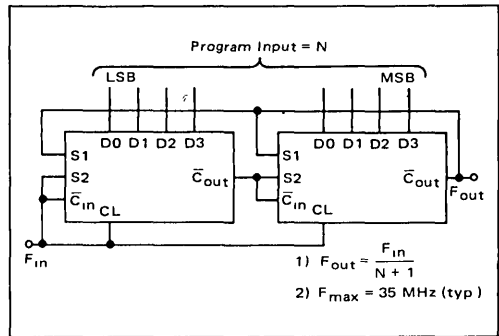 Program Input = N
LSB MSB
D0 D1 D2 D3 D0 D1 D2 D3
S1 S1
S2 C̅out S2 C̅out
C̅in C̅in Fout
CL CL
Fin
1) Fout = Fin / N + 1
2) Fmax = 35 MHz (typ)